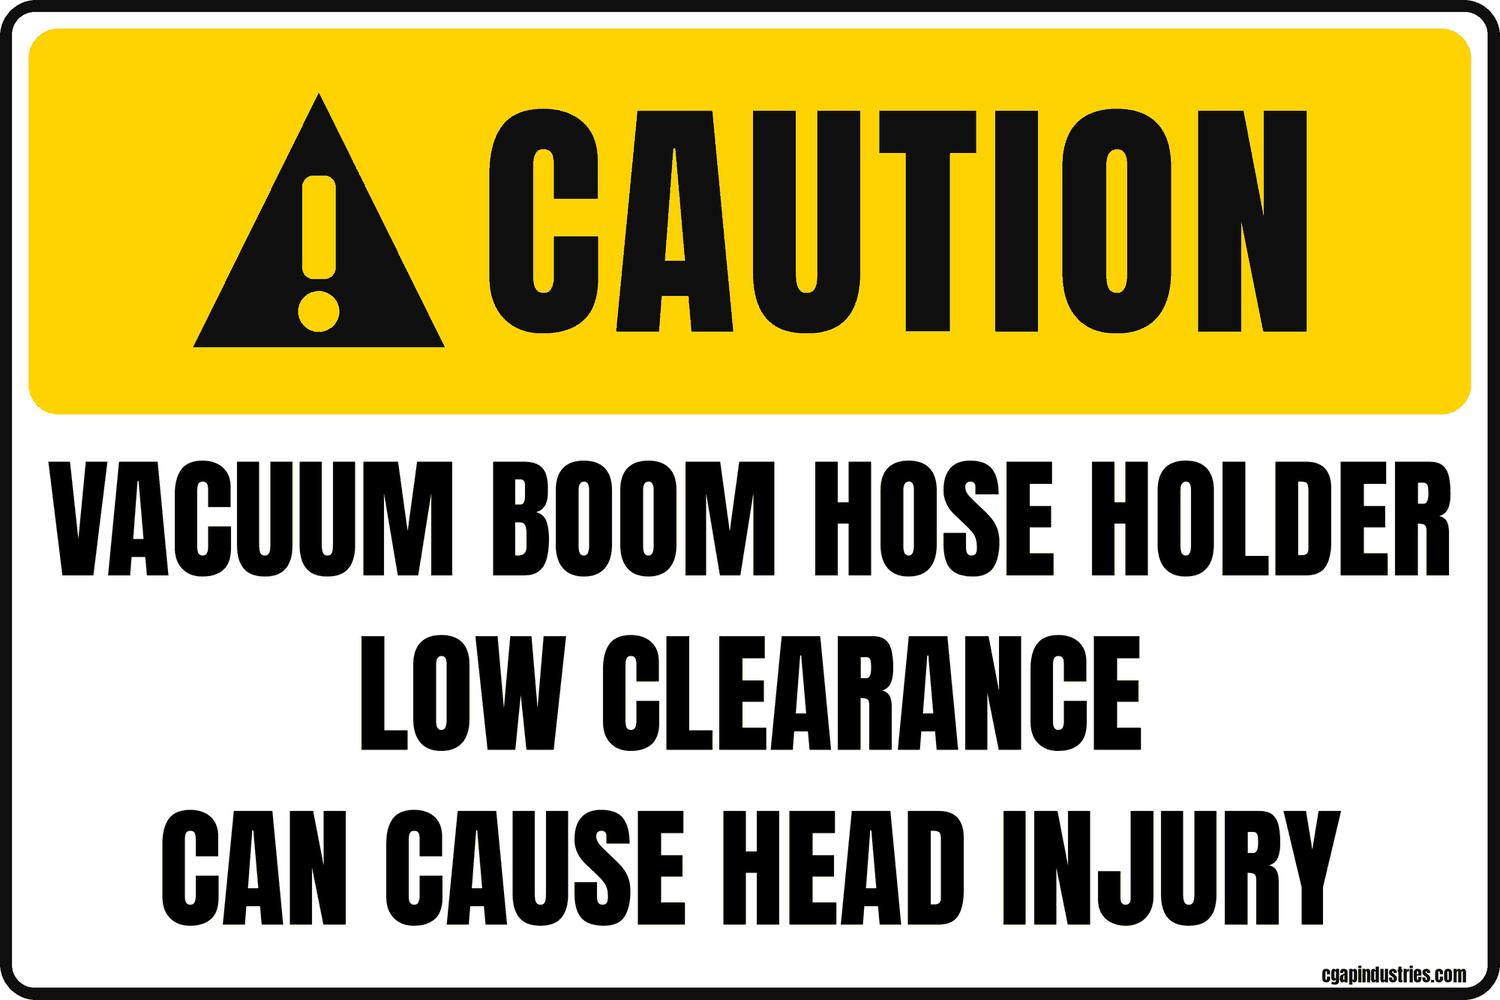 CAUTION
VACUUM BOOM HOSE HOLDER
LOW CLEARANCE
CAN CAUSE HEAD INJURY
cgapindustries.com